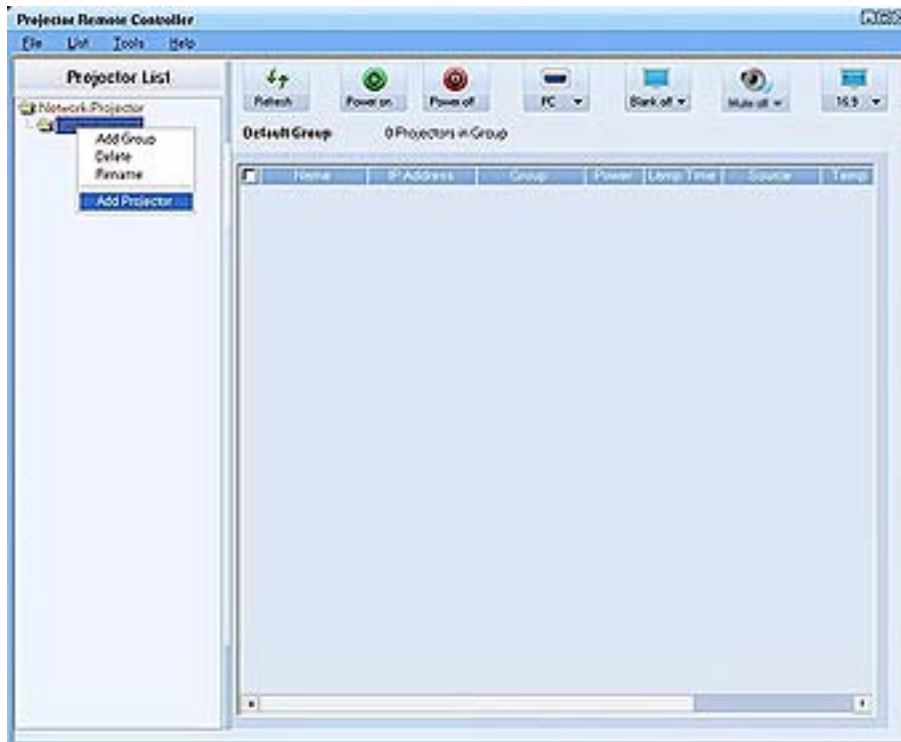 Projector Remote Controller
File List Tools Help
Projector List
Refresh Power on Power off PC Blank off Mute off 16:9
Network Projector
Default Group 0 Projectors in Group
Add Group
Delete
Rename
Add Projector
Name IP Address Group Power Lamp Time Source Temp